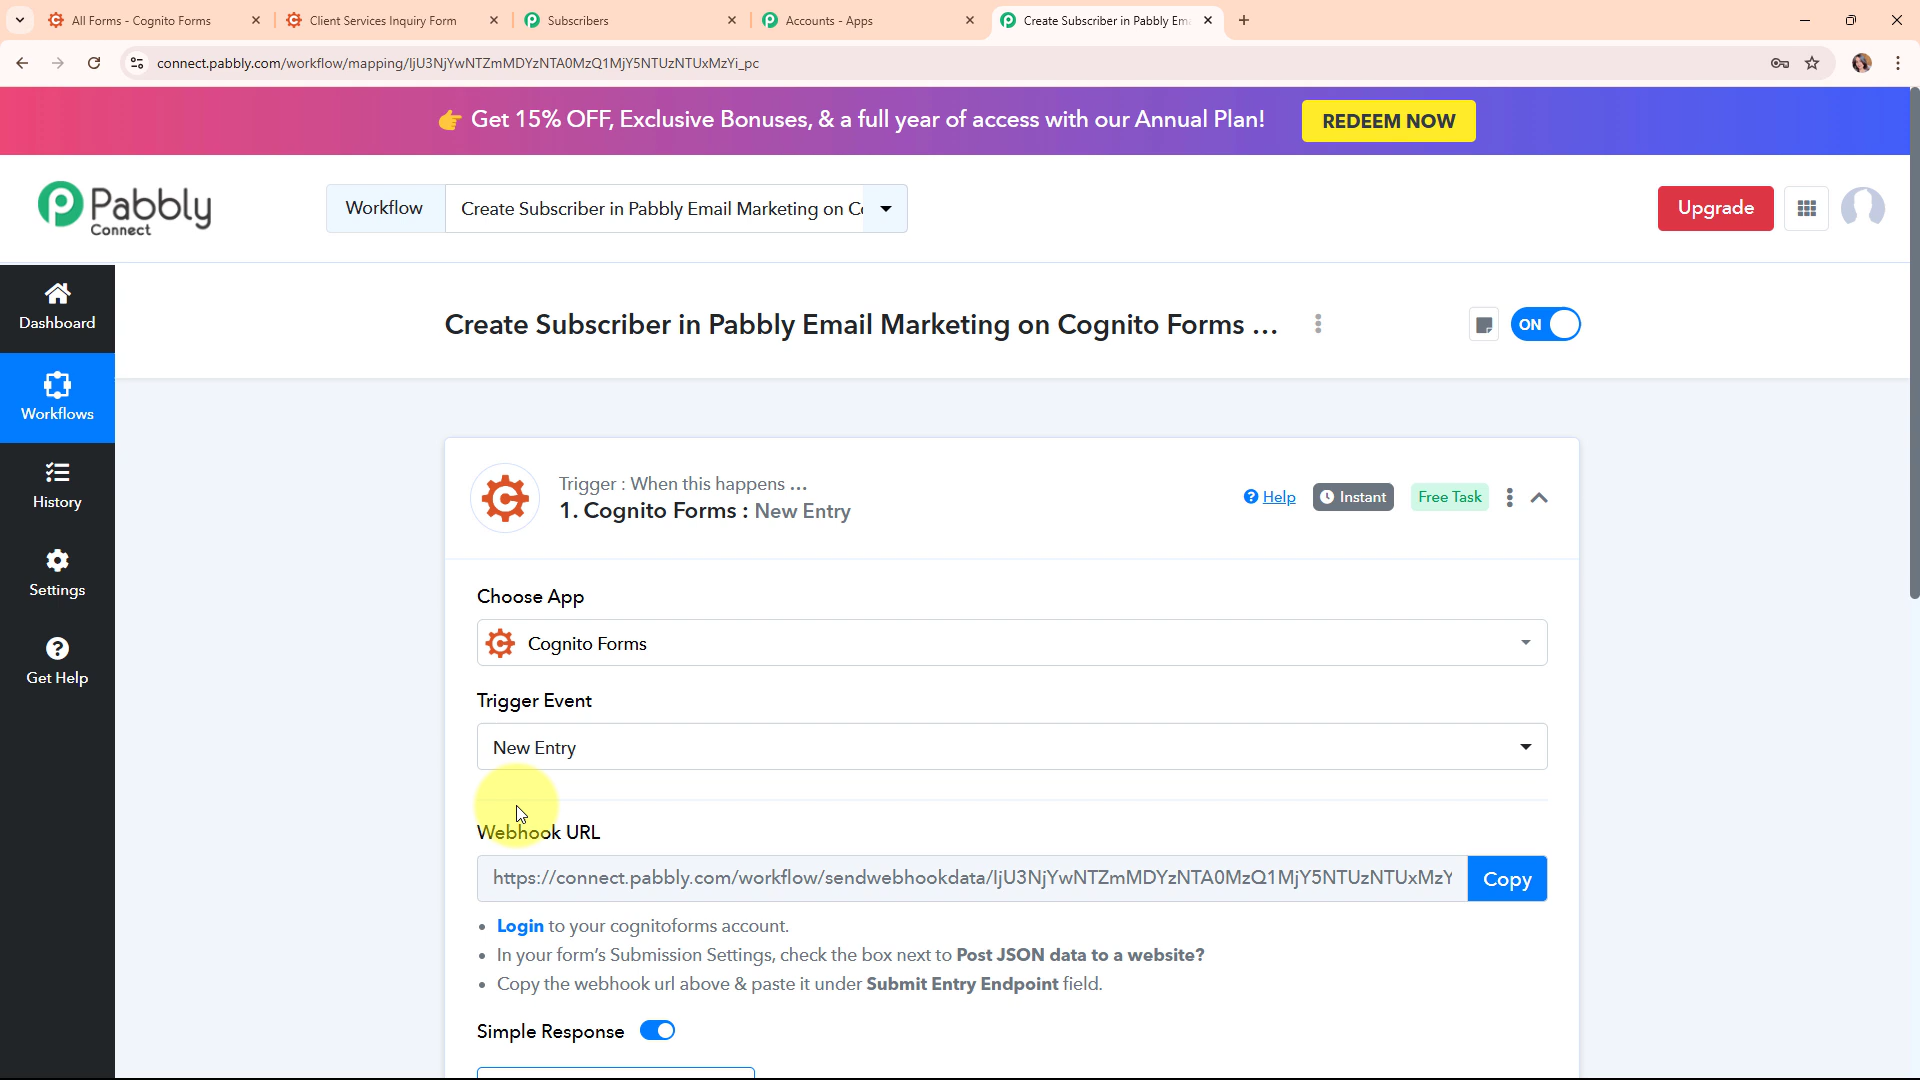 All Forms - Cognito Forms
Client Services Inquiry Form
Subscribers
Accounts - Apps
Create Subscriber in Pabbly Em
connect.pabbly.com/workflow/mapping/IjU3NjYwNTZmMDYzNTA0MzQ1MjY5NTUzNTUxMzYi_pc
👉 Get 15% OFF, Exclusive Bonuses, & a full year of access with our Annual Plan!
REDEEM NOW
Pabbly
Connect
Workflow
Create Subscriber in Pabbly Email Marketing on Co
Upgrade
Dashboard
Workflows
History
Settings
Get Help
Create Subscriber in Pabbly Email Marketing on Cognito Forms ...
ON
Trigger : When this happens ...
1. Cognito Forms : New Entry
Help
Instant
Free Task
Choose App
Cognito Forms
Trigger Event
New Entry
Webhook URL
https://connect.pabbly.com/workflow/sendwebhookdata/IjU3NjYwNTZmMDYzNTA0MzQ1MjY5NTUzNTUxMzY
Copy
• Login to your cognitoforms account.
• In your form's Submission Settings, check the box next to Post JSON data to a website?
• Copy the webhook url above & paste it under Submit Entry Endpoint field.
Simple Response